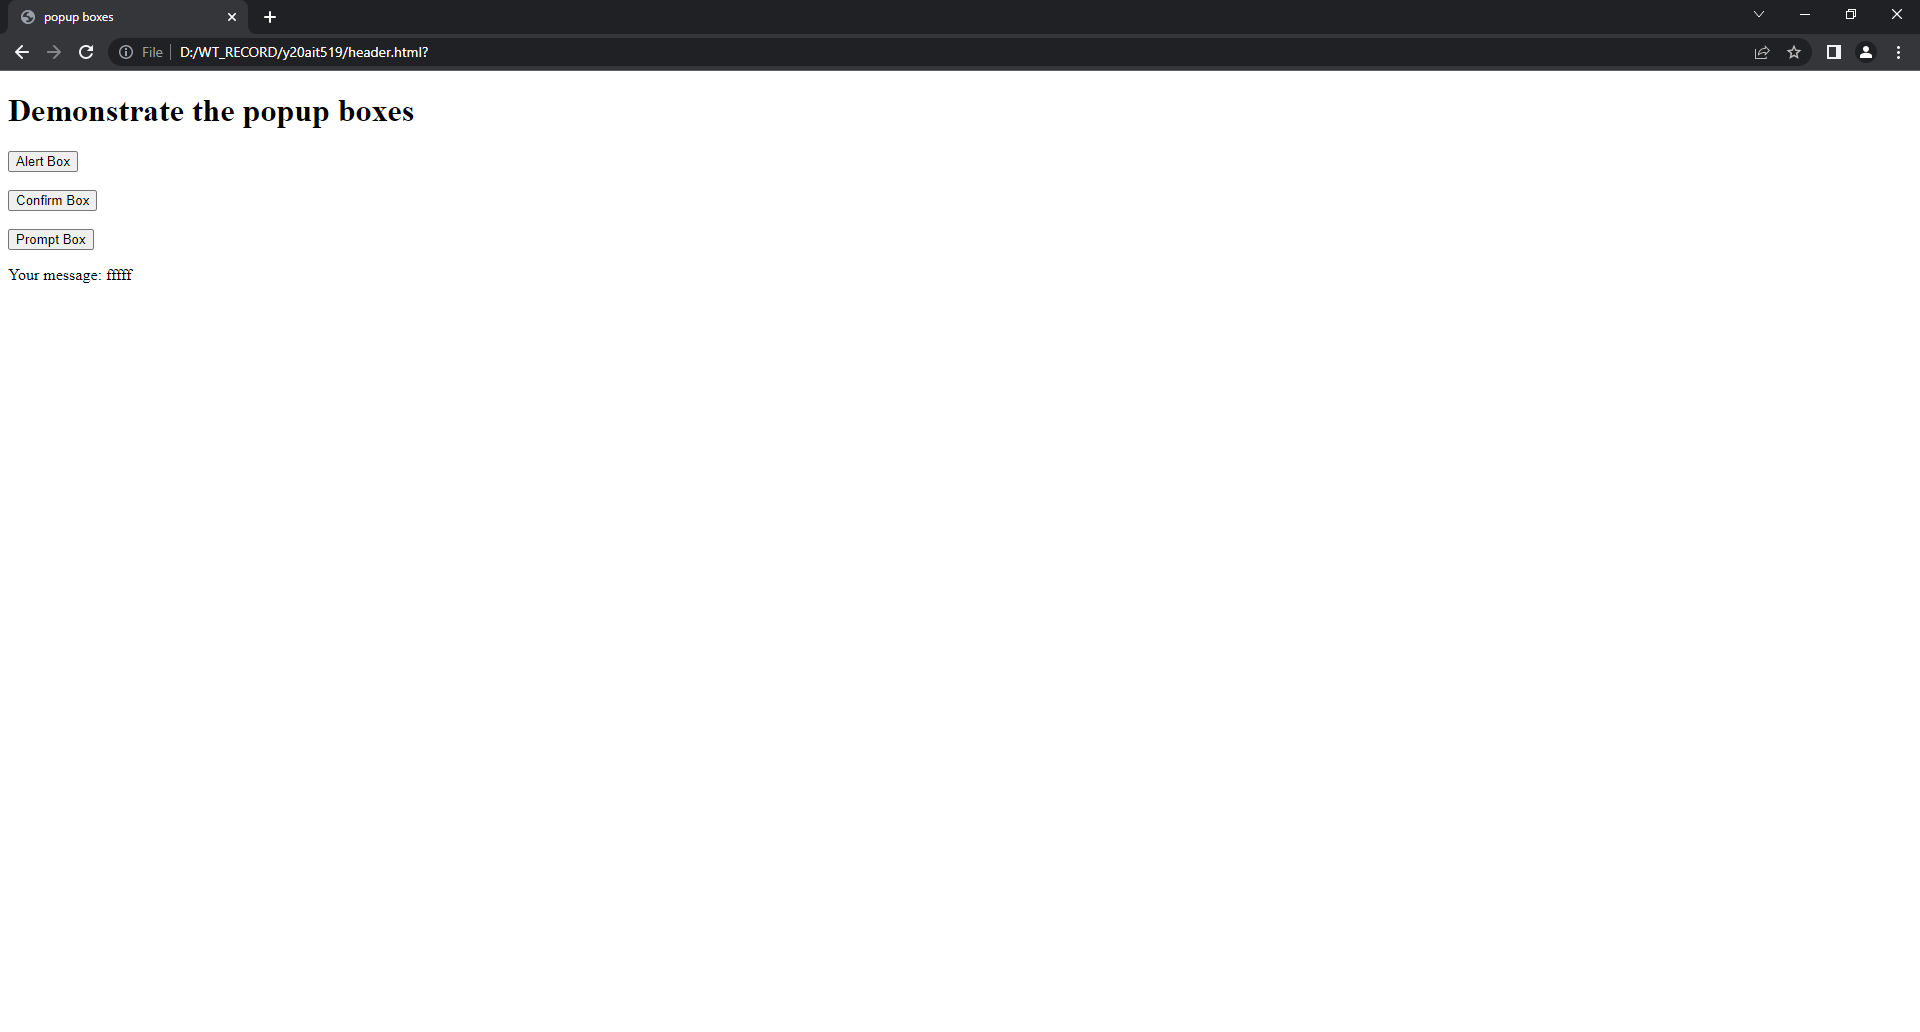 popup boxes
File D:/WT_RECORD/y20ait519/header.html?
Demonstrate the popup boxes
Alert Box
Confirm Box
Prompt Box
Your message: fffff